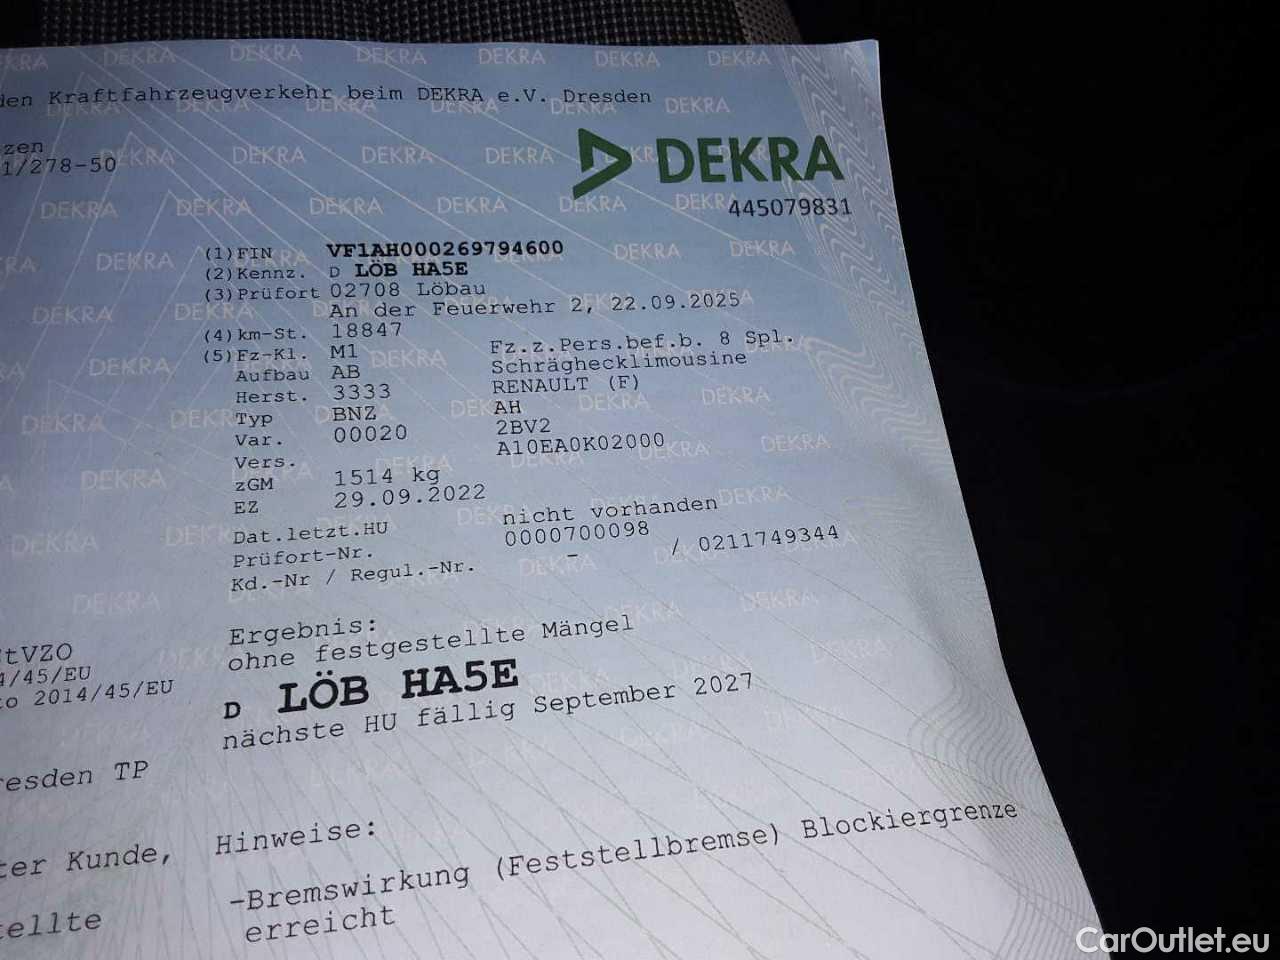 den Kraftfahrzeugverkehr beim DEKRA e.V. Dresden
zen
1/278-50
DEKRA
445079831
(1) FIN VF1AH000269794600
(2) Kennz. D LÖB HA5E
(3) Prüfort 02708 Löbau
An der Feuerwehr 2, 22.09.2025
(4) km-St. 18847
(5) Fz-Kl. M1 Fz.z.Pers.bef.b. 8 Spl.
Aufbau AB Schräghecklimousine
Herst. 3333 RENAULT (F)
Typ BNZ AH
Var. 00020 2BV2
Vers. A10EA0K02000
zGM 1514 kg
EZ 29.09.2022
Dat.letzt.HU nicht vorhanden
Prüfort-Nr. 0000700098
Kd.-Nr / Regul.-Nr. - / 0211749344
Ergebnis:
tVZO ohne festgestellte Mängel
4/45/EU
to 2014/45/EU D LÖB HA5E
nächste HU fällig September 2027
resden TP
Hinweise:
ter Kunde,
-Bremswirkung (Feststellbremse) Blockiergrenze
tellte erreicht
CarOutlet.eu